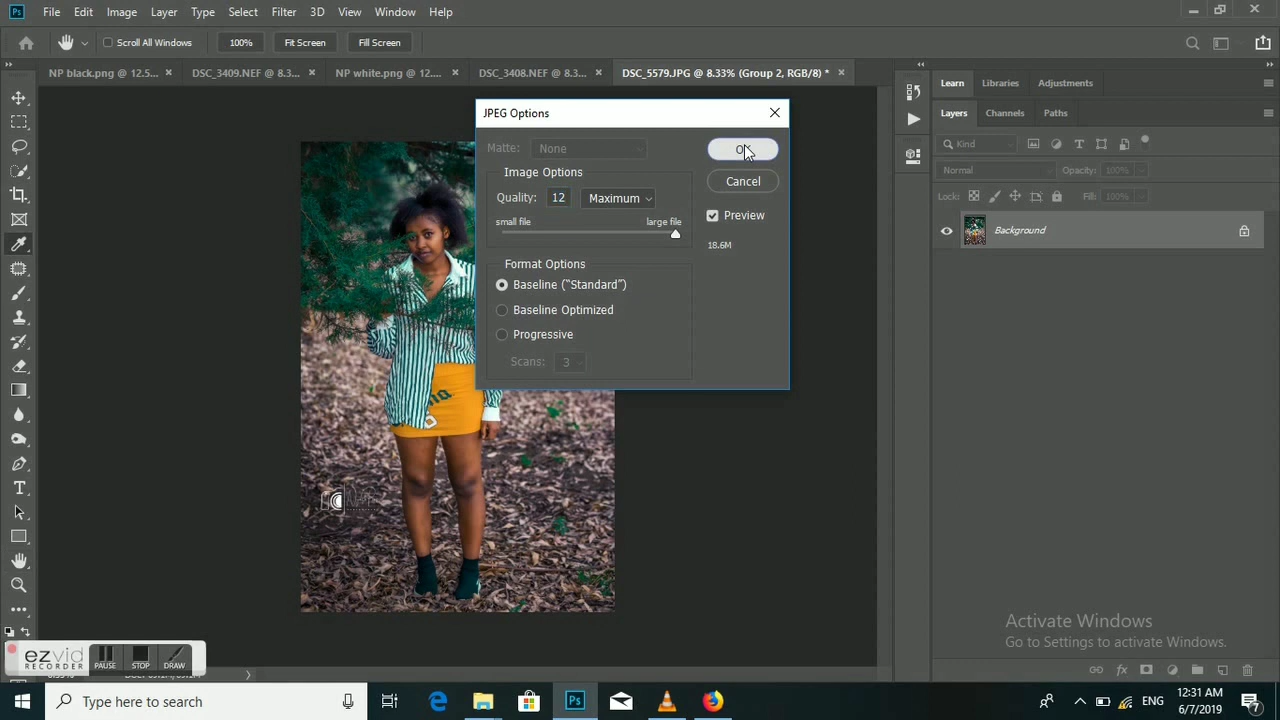 Ps File Edit Image Layer Type Select Filter 3D View Window Help
Scroll All Windows 100% Fit Screen Fill Screen
NP black.png @ 12.5... × DSC_3409.NEF @ 8.3... × NP white.png @ 12.... × DSC_3408.NEF @ 8.3... × DSC_5579.JPG @ 8.33% (Group 2, RGB/8) * ×
Learn Libraries Adjustments
JPEG Options
Layers Channels Paths
Matte: None
Kind
Image Options
Normal Opacity: 100%
Quality: 12 Maximum
Cancel
Lock: Fill: 100%
small file large file
Preview
Background
18.6M
Format Options
Baseline (“Standard”)
Baseline Optimized
Progressive
Scans: 3
Activate Windows
Go to Settings to activate Windows.
ezvid
RECORDER
PAUSE STOP DRAW
Type here to search
Ps
ENG
12:31 AM
6/7/2019
7